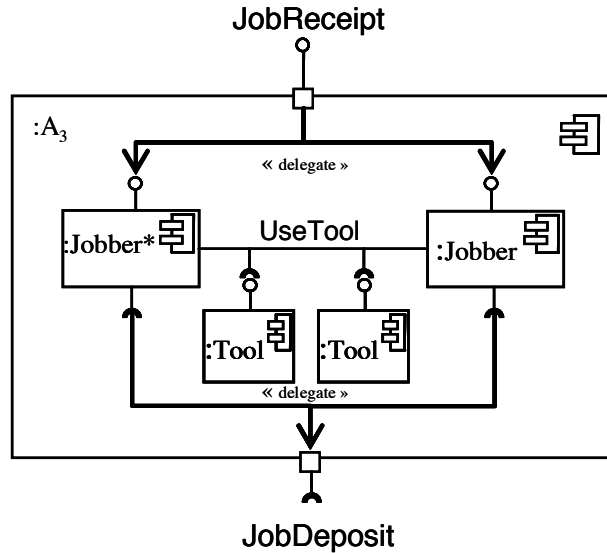 JobReceipt
:A₃
« delegate »
UseTool
:Jobber*
:Jobber
:Tool
:Tool
« delegate »
JobDeposit